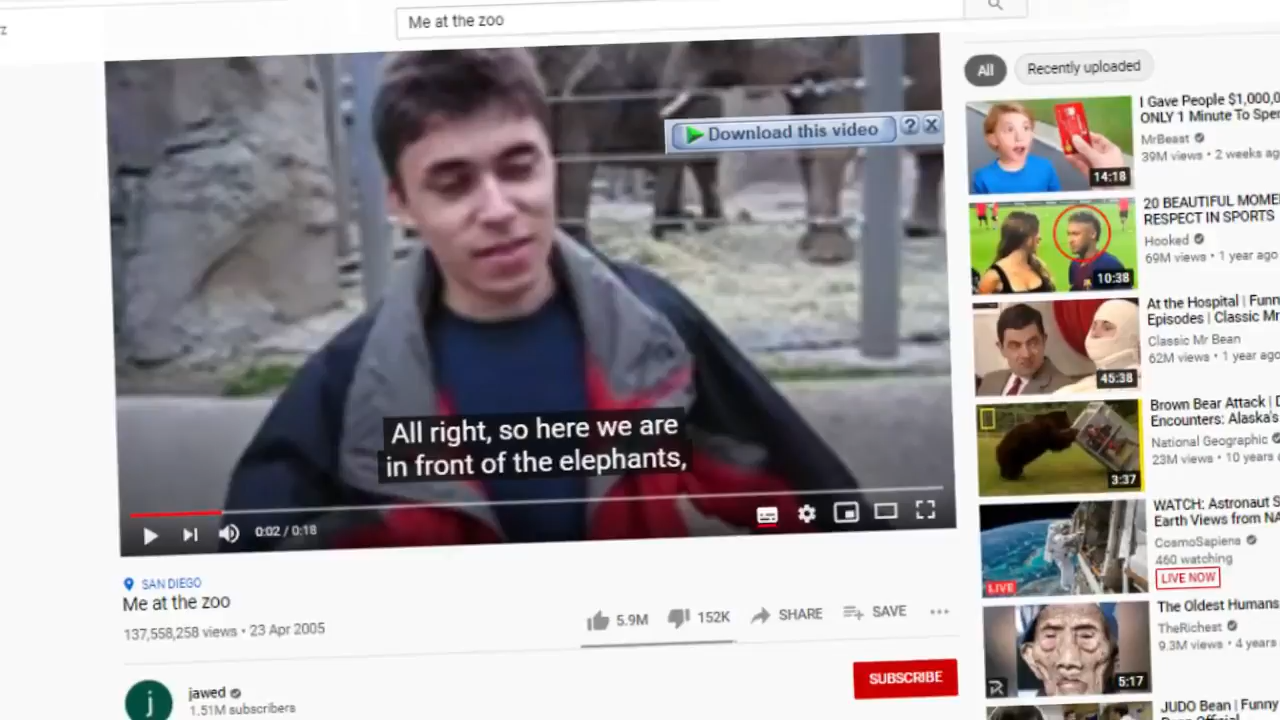 z
Me at the zoo
Download this video ? X
All right, so here we are
in front of the elephants,
0:02 / 0:18
SAN DIEGO
Me at the zoo
137,558,258 views • 23 Apr 2005
5.9M 152K SHARE SAVE
j
jawed
1.51M subscribers
SUBSCRIBE
All Recently uploaded
I Gave People $1,000,0
ONLY 1 Minute To Spen
MrBeast
39M views • 2 weeks ag
14:18
20 BEAUTIFUL MOME
RESPECT IN SPORTS
Hooked
69M views • 1 year ago
10:38
At the Hospital | Funn
Episodes | Classic Mr
Classic Mr Bean
62M views • 1 year ago
45:38
Brown Bear Attack | D
Encounters: Alaska's
National Geographic
23M views • 10 years a
3:37
WATCH: Astronaut S
Earth Views from NA
CosmoSapiens
460 watching
LIVE NOW
LIVE
The Oldest Humans
TheRichest
9.3M views • 4 years
5:17
JUDO Bean | Funny